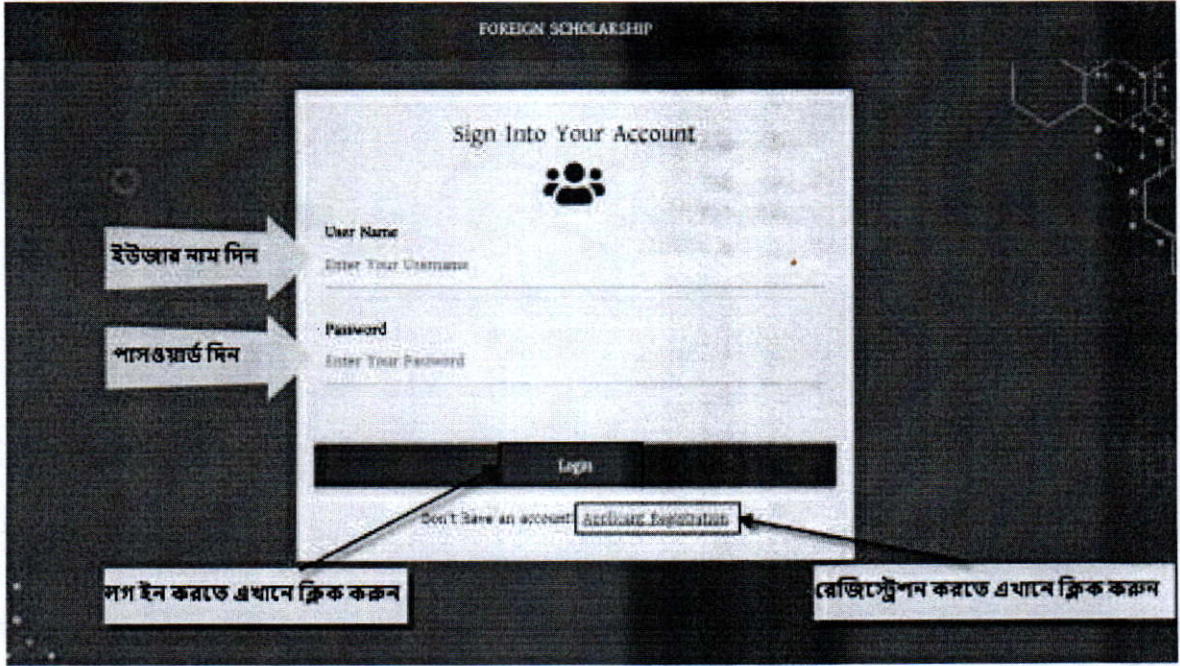 FOREIGN SCHOLARSHIP
Sign Into Your Account
User Name
ইউজার নাম দিন
Enter Your Username
Password
পাসওয়ার্ড দিন
Enter Your Password
Login
Don't have an account? Applicant Registration
লগ ইন করতে এখানে ক্লিক করুন
রেজিস্ট্রেশন করতে এখানে ক্লিক করুন